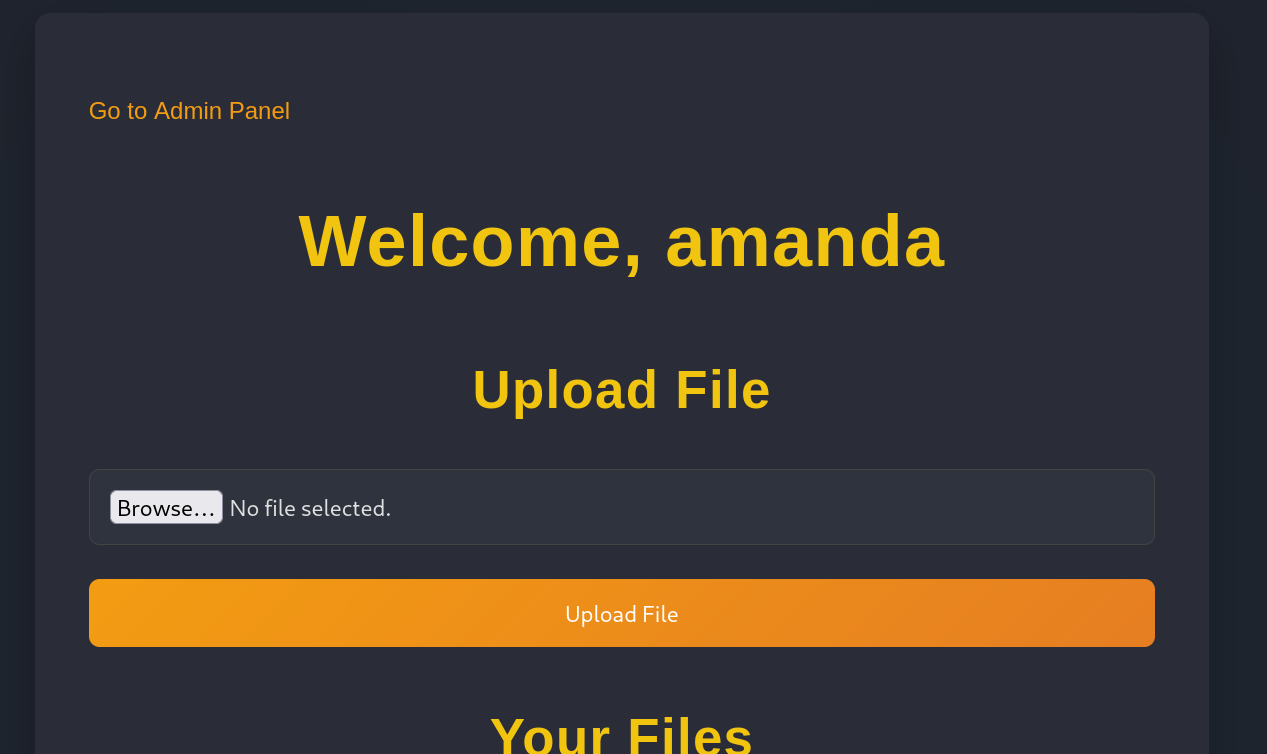 Go to Admin Panel
Welcome, amanda
Upload File
Browse... No file selected.
Upload File
Your Files